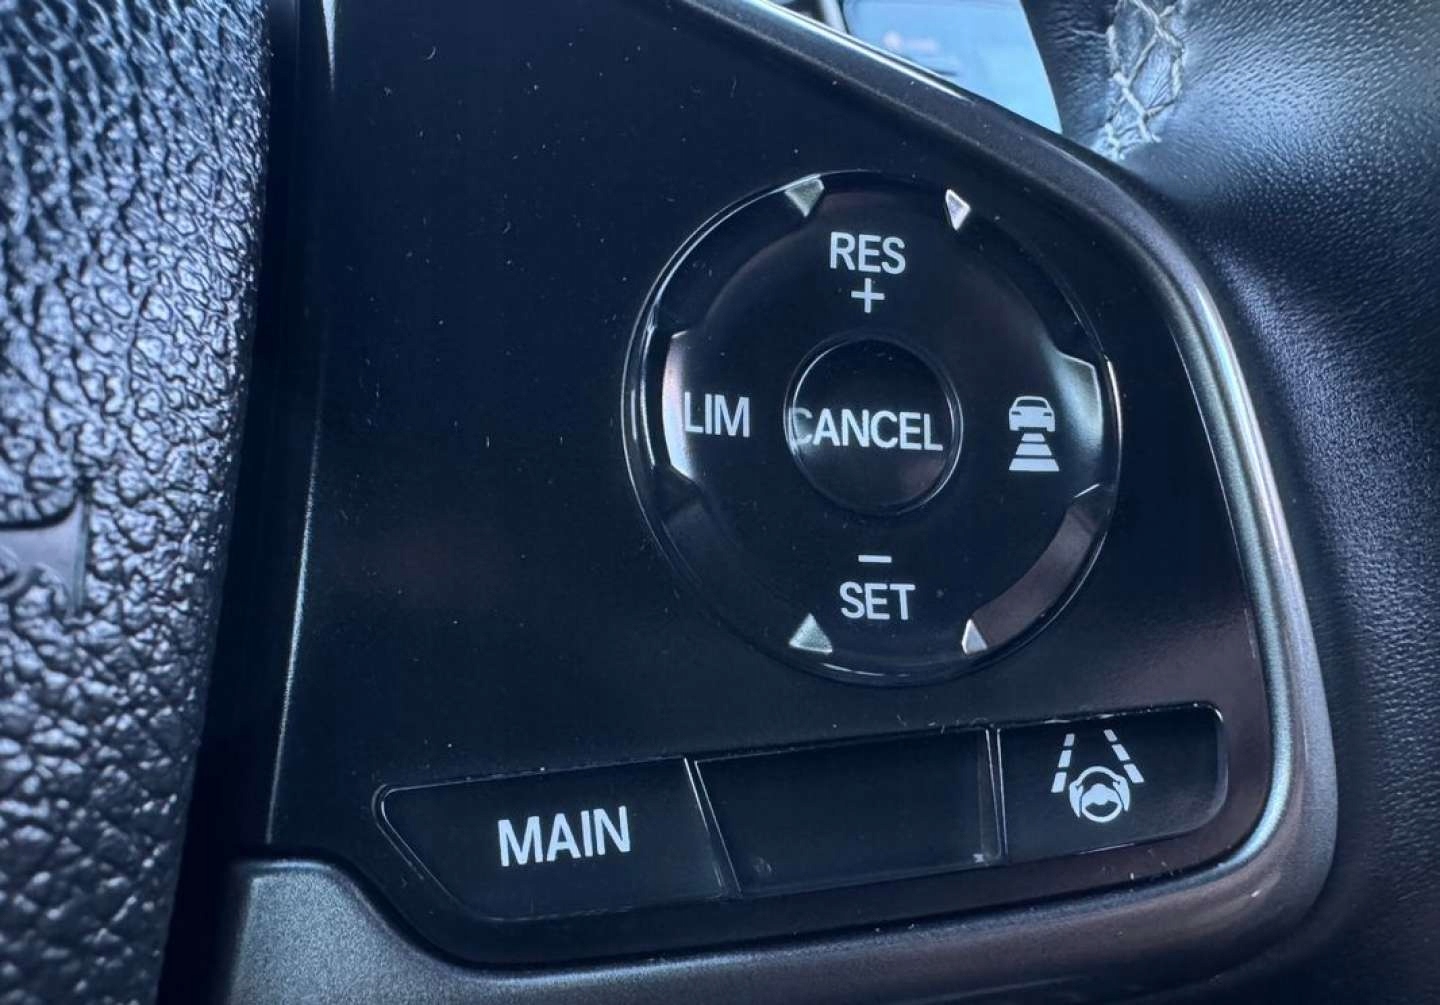 RES
+
LIM
CANCEL
−
SET
MAIN